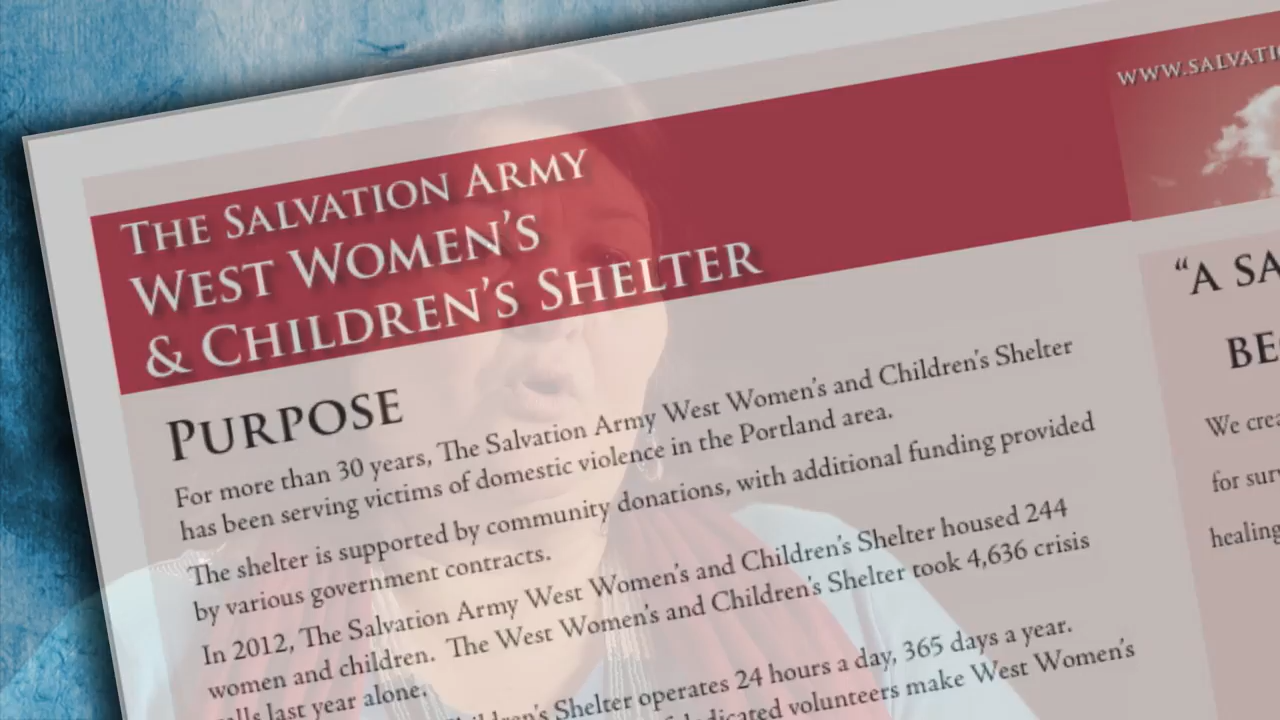 WWW.SALVATI
THE SALVATION ARMY
WEST WOMEN'S
& CHILDREN'S SHELTER
PURPOSE
For more than 30 years, The Salvation Army West Women's and Children's Shelter
has been serving victims of domestic violence in the Portland area.
The shelter is supported by community donations, with additional funding provided
by various government contracts.
In 2012, The Salvation Army West Women's and Children's Shelter housed 244
women and children. The West Women's and Children's Shelter took 4,636 crisis
last year alone.
Shelter operates 24 hours a day, 365 days a year.
volunteers make West Women's
"A SA
BE
We crea
for sur
healing